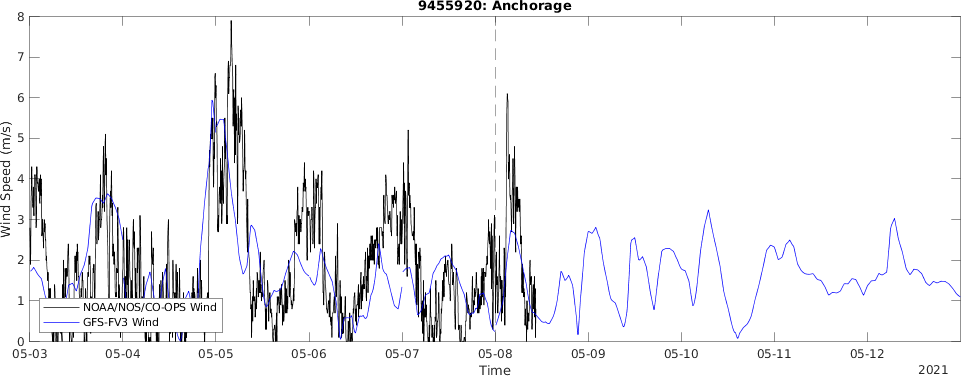 9455920: Anchorage
Wind Speed (m/s)
8
7
6
5
4
3
2
1
0
NOAA/NOS/CO-OPS Wind
GFS-FV3 Wind
05-03 05-04 05-05 05-06 05-07 05-08 05-09 05-10 05-11 05-12
Time
2021